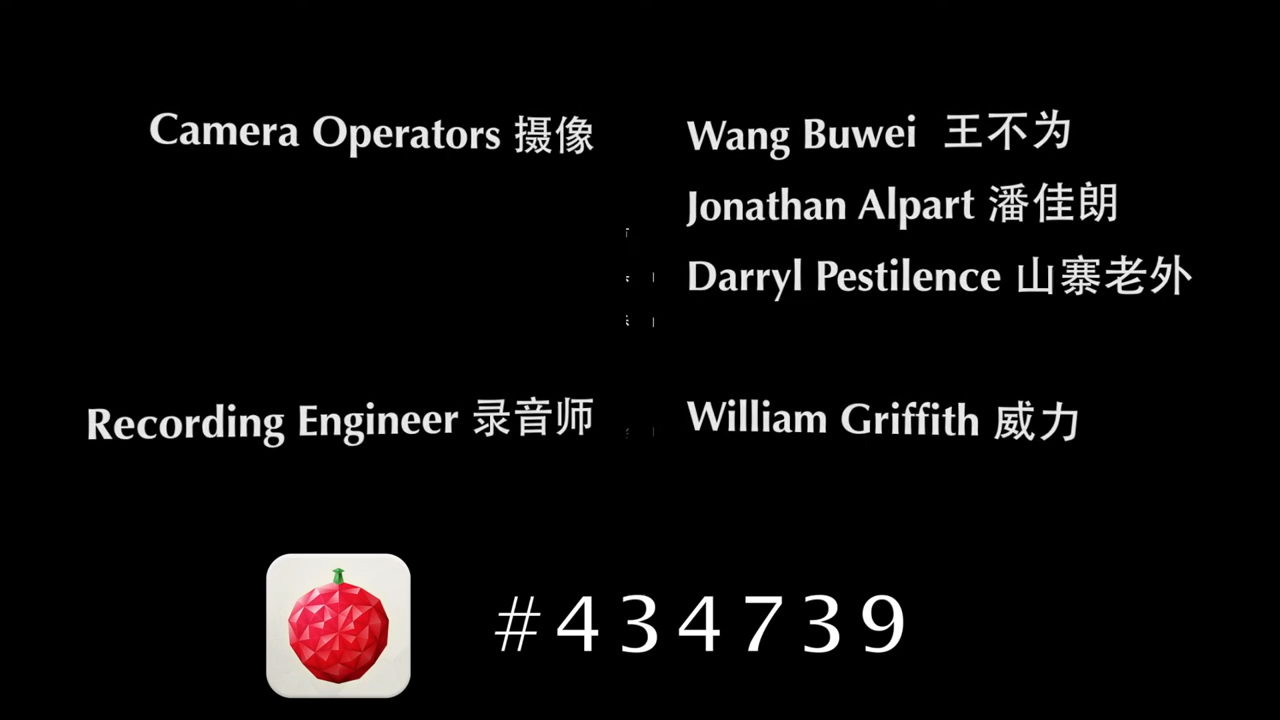 Camera Operators 摄像 Wang Buwei 王不为
Jonathan Alpart 潘佳朗
Darryl Pestilence 山寨老外
Recording Engineer 录音师 William Griffith 威力
#434739